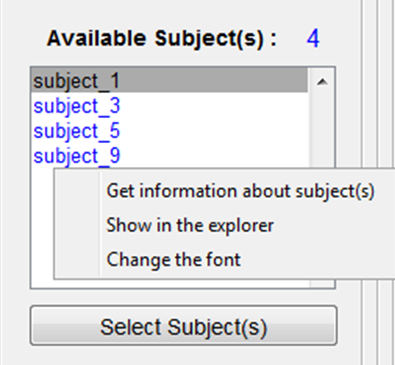 Available Subject(s) : 4
subject_1
subject_3
subject_5
subject_9
Get information about subject(s)
Show in the explorer
Change the font
Select Subject(s)